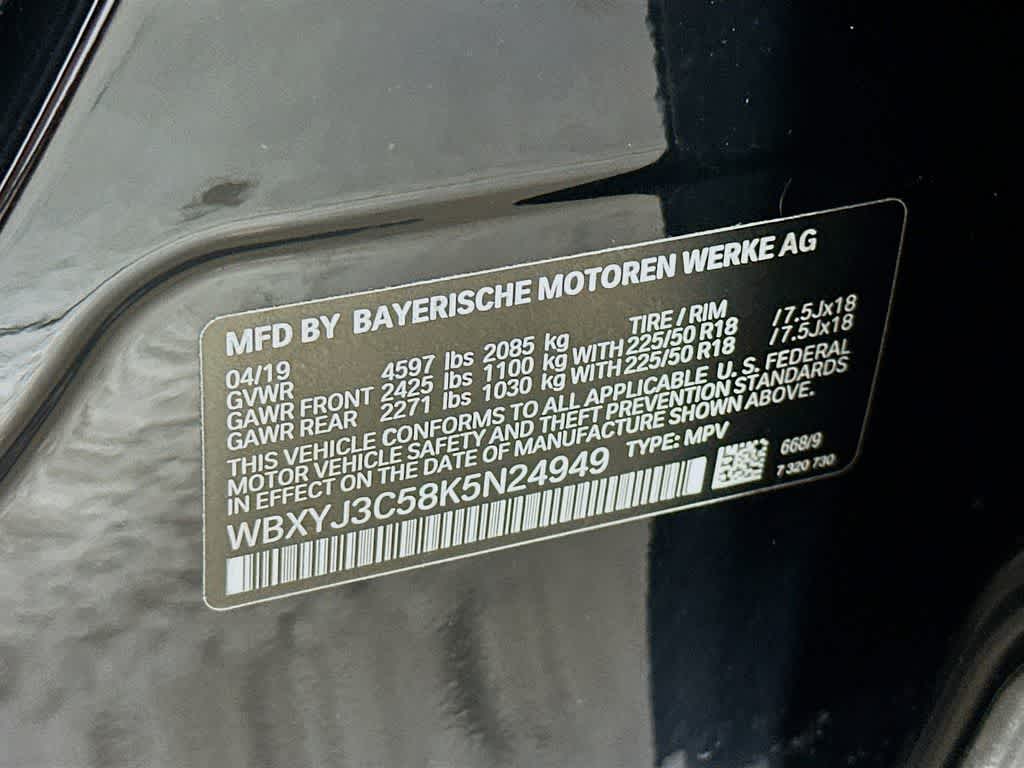 MFD BY BAYERISCHE MOTOREN WERKE AG
04/19 TIRE / RIM
GVWR 4597 lbs 2085 kg
GAWR FRONT 2425 lbs 1100 kg WITH 225/50 R18 /7.5Jx18
GAWR REAR 2271 lbs 1030 kg WITH 225/50 R18 /7.5Jx18
THIS VEHICLE CONFORMS TO ALL APPLICABLE U. S. FEDERAL
MOTOR VEHICLE SAFETY AND THEFT PREVENTION STANDARDS
IN EFFECT ON THE DATE OF MANUFACTURE SHOWN ABOVE.
WBXYJ3C58K5N24949 TYPE: MPV
668/9
7 320 730